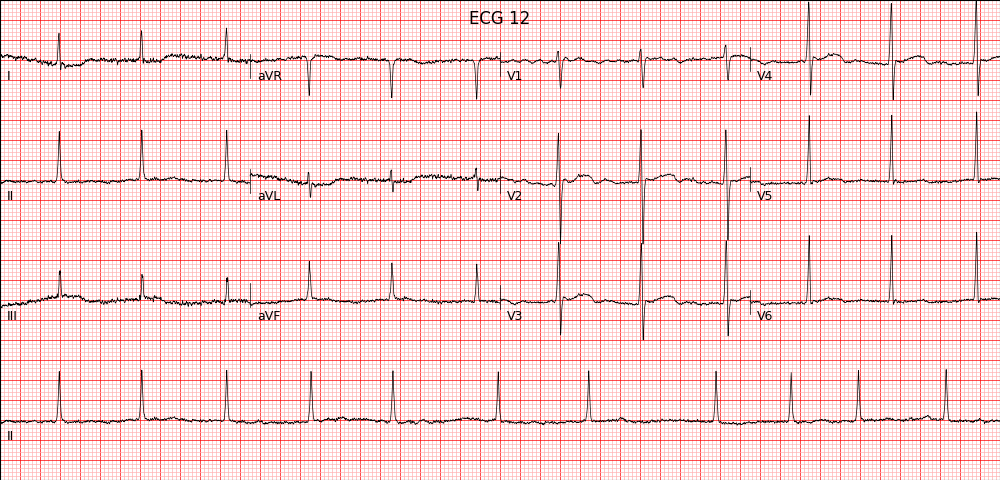 ECG 12
I aVR V1 V4
II aVL V2 V5
III aVF V3 V6
II